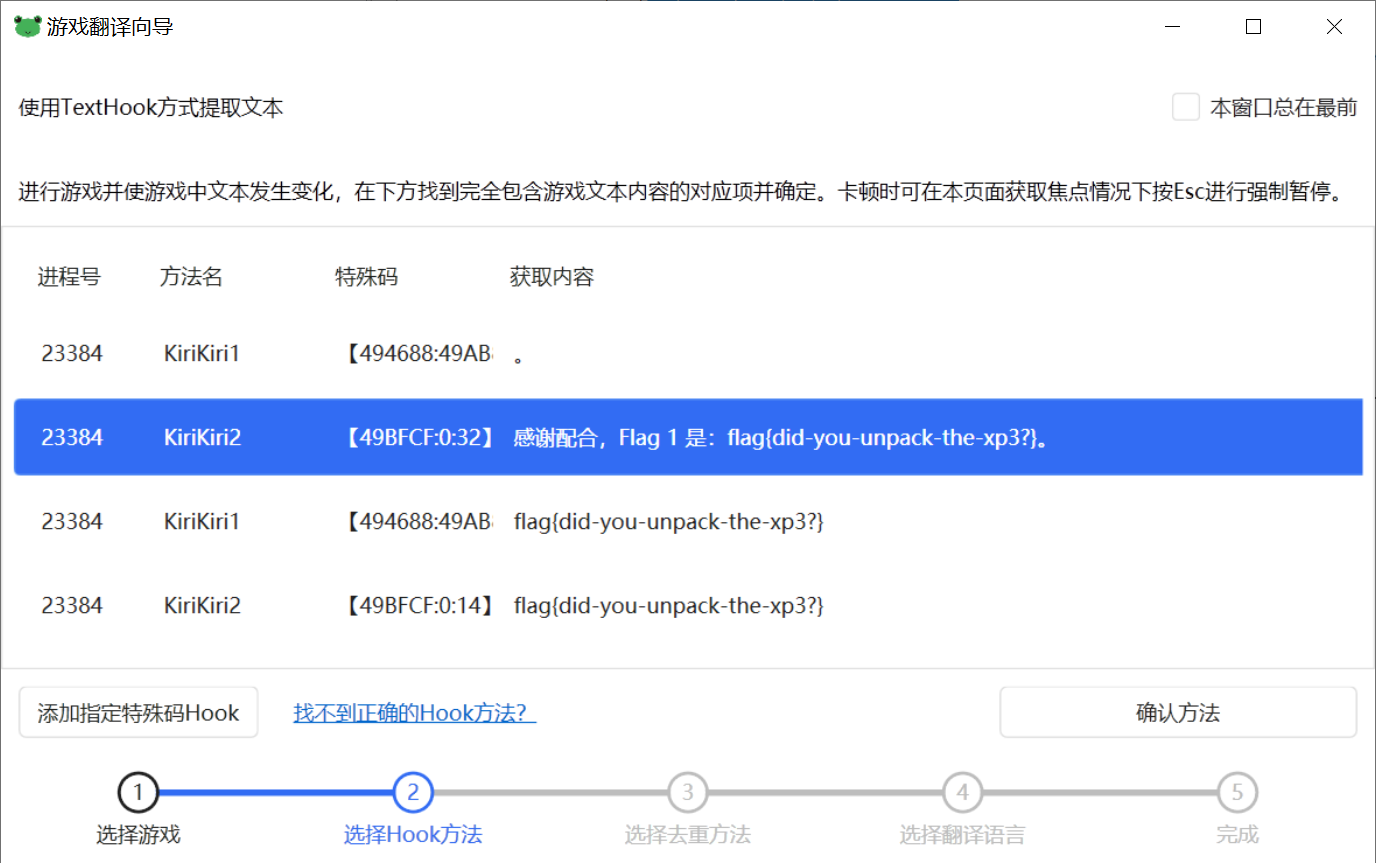 游戏翻译向导
使用TextHook方式提取文本
本窗口总在最前
进行游戏并使游戏中文本发生变化，在下方找到完全包含游戏文本内容的对应项并确定。卡顿时可在本页面获取焦点情况下按Esc进行强制暂停。
进程号 方法名 特殊码 获取内容
23384 KiriKiri1 【494688:49AB 。
23384 KiriKiri2 【49BFCF:0:32】 感谢配合，Flag 1 是：flag{did-you-unpack-the-xp3?}。
23384 KiriKiri1 【494688:49AB flag{did-you-unpack-the-xp3?}
23384 KiriKiri2 【49BFCF:0:14】 flag{did-you-unpack-the-xp3?}
添加指定特殊码Hook 找不到正确的Hook方法？ 确认方法
1 2 3 4 5
选择游戏 选择Hook方法 选择去重方法 选择翻译语言 完成